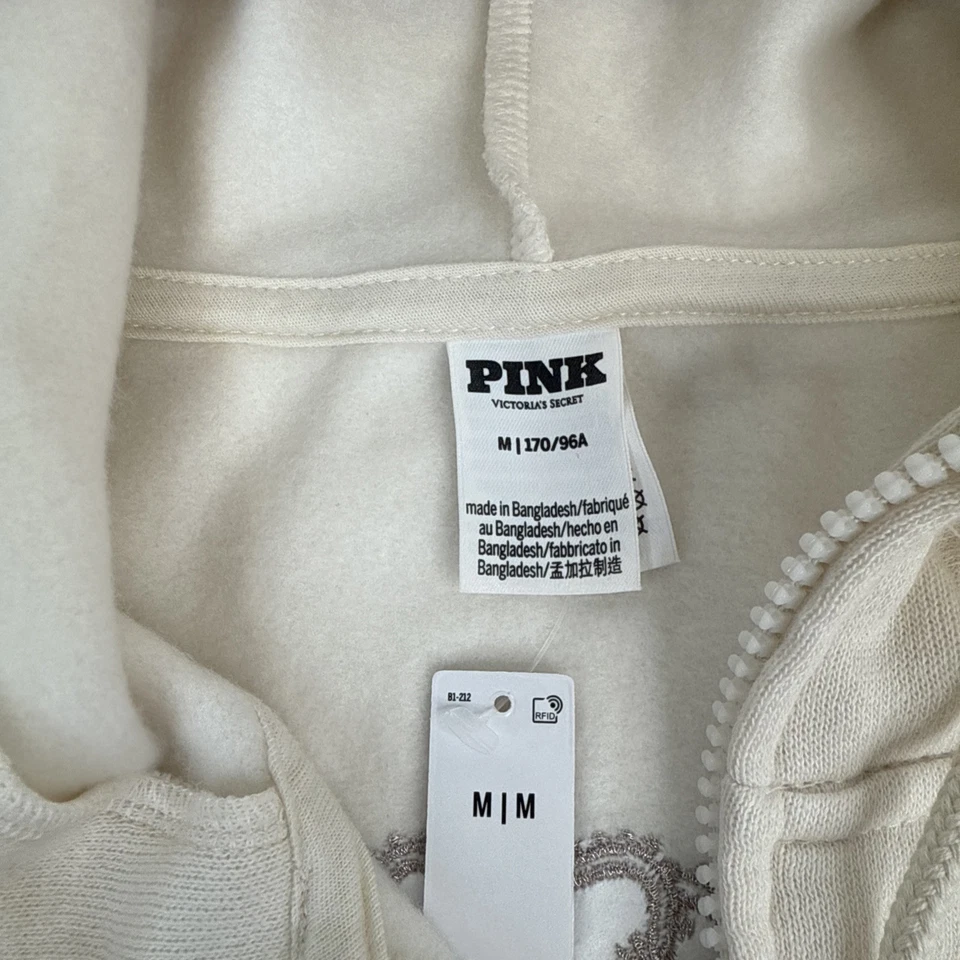 PINK
VICTORIA'S SECRET
M | 170/96A
made in Bangladesh/fabriqué
au Bangladesh/hecho en
Bangladesh/fabbricato in
Bangladesh/孟加拉制造
B1-212
RFID
M | M